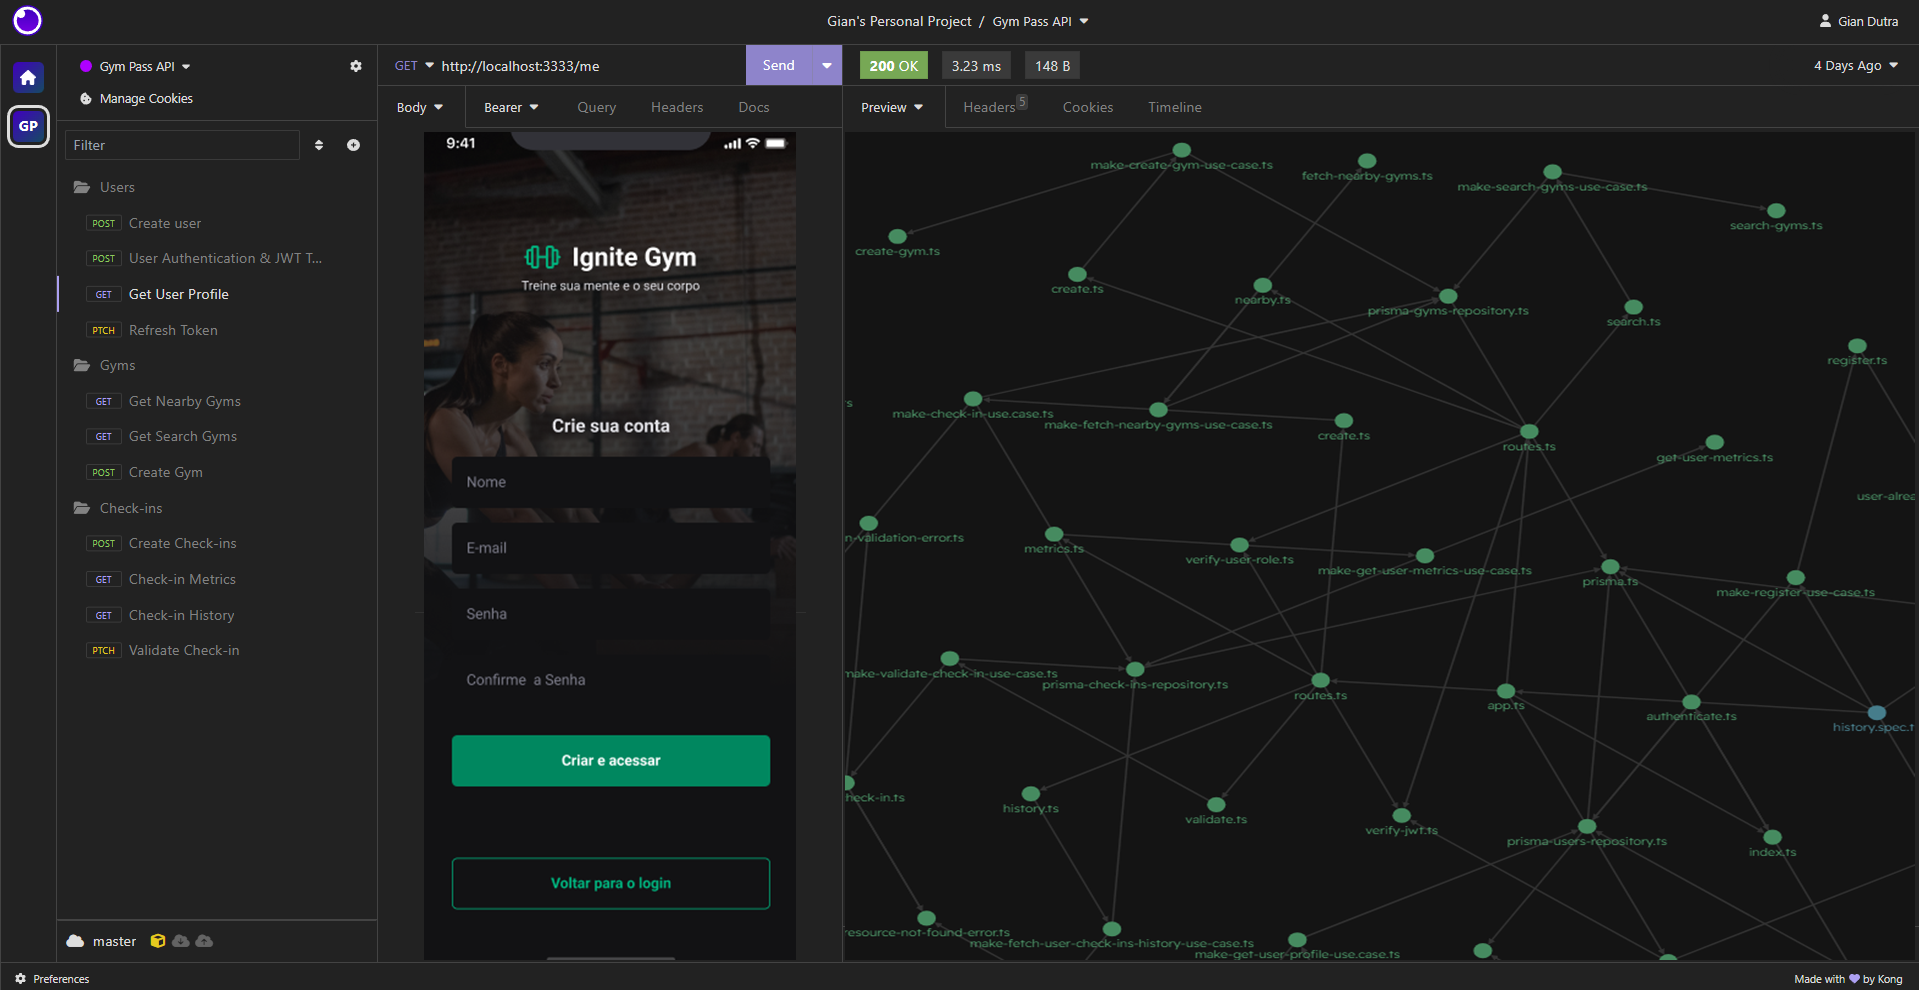 Gian's Personal Project / Gym Pass API
Gian Dutra
GP
Gym Pass API
Manage Cookies
Filter
Users
POST Create user
POST User Authentication & JWT T...
GET Get User Profile
PTCH Refresh Token
Gyms
GET Get Nearby Gyms
GET Get Search Gyms
POST Create Gym
Check-ins
POST Create Check-ins
GET Check-in Metrics
GET Check-in History
PTCH Validate Check-in
master
Preferences
GET http://localhost:3333/me
Send
Body Bearer Query Headers Docs
9:41
Ignite Gym
Treine sua mente e o seu corpo
Crie sua conta
Nome
E-mail
Senha
Confirme a Senha
Criar e acessar
Voltar para o login
200 OK 3.23 ms 148 B
4 Days Ago
Preview Headers 5 Cookies Timeline
make-create-gym-use-case.ts
fetch-nearby-gyms.ts
make-search-gyms-use-case.ts
search-gyms.ts
create-gym.ts
create.ts
nearby.ts
prisma-gyms-repository.ts
search.ts
register.ts
s
make-check-in-use.case.ts
make-fetch-nearby-gyms-use-case.ts
create.ts
routes.ts
get-user-metrics.ts
user-alrea
n-validation-error.ts
metrics.ts
verify-user-role.ts
make-get-user-metrics-use-case.ts
prisma.ts
make-register-use-case.ts
make-validate-check-in-use-case.ts
prisma-check-ins-repository.ts
routes.ts
app.ts
authenticate.ts
history.spec.t
heck-in.ts
history.ts
validate.ts
verify-jwt.ts
prisma-users-repository.ts
index.ts
resource-not-found-error.ts
make-fetch-user-check-ins-history-use-case.ts
make-get-user-profile-use.case.ts
Made with by Kong